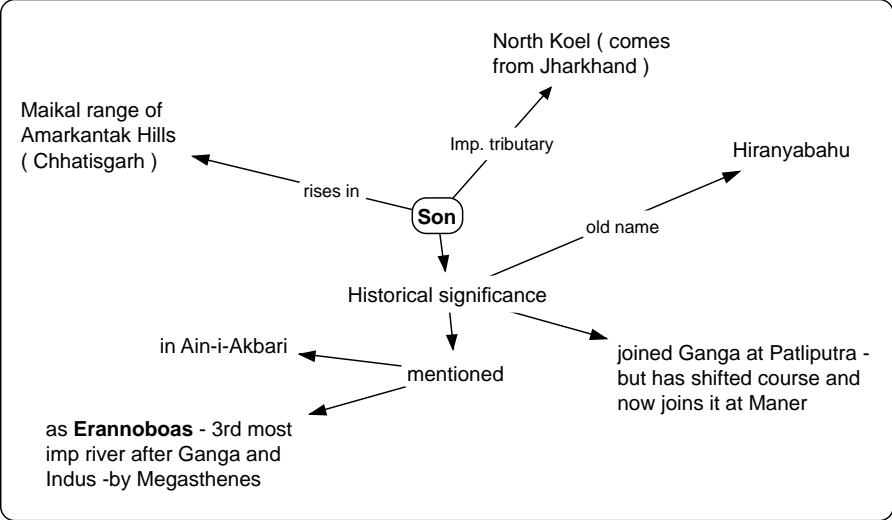 North Koel ( comes
from Jharkhand )
Maikal range of
Amarkantak Hills
( Chhatisgarh )
Imp. tributary
Hiranyabahu
rises in
Son
old name
Historical significance
in Ain-i-Akbari
mentioned
joined Ganga at Patliputra -
but has shifted course and
now joins it at Maner
as Erannoboas - 3rd most
imp river after Ganga and
Indus -by Megasthenes